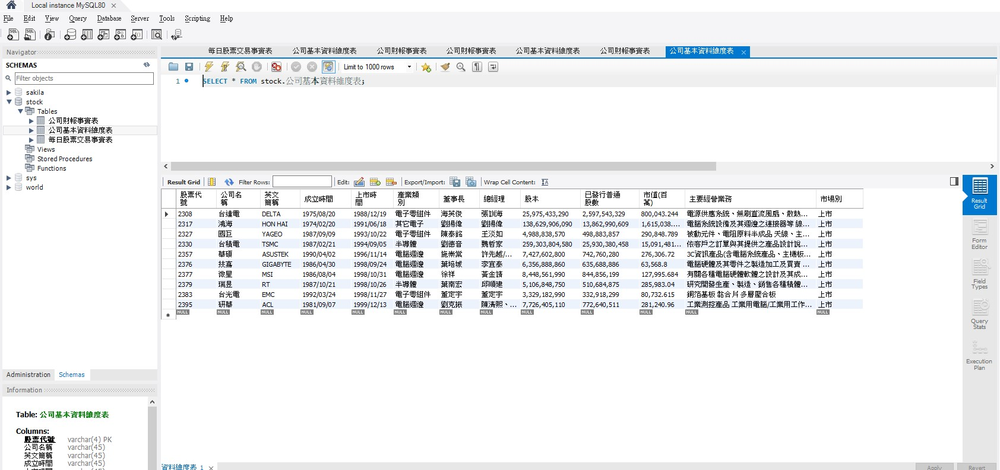 Local instance MySQL80
File Edit View Query Database Server Tools Scripting Help
Navigator
SCHEMAS
Filter objects
sakila
stock
Tables
公司財報事實表
公司基本資料維度表
每日股票交易事實表
Views
Stored Procedures
Functions
sys
world
Administration Schemas
Information
Table: 公司基本資料維度表
Columns:
股票代號 varchar(4) PK
公司名稱 varchar(45)
英文簡稱 varchar(45)
成立時間 varchar(45)
每日股票交易事實表 公司基本資料維度表 公司財報事實表 公司財報事實表 公司基本資料維度表 公司財報事實表 公司基本資料維度表
Limit to 1000 rows
1 SELECT * FROM stock.公司基本資料維度表;
Result Grid Filter Rows: Edit: Export/Import: Wrap Cell Content:
股票代號 公司名稱 英文簡稱 成立時間 上市時間 產業類別 董事長 總經理 股本 已發行普通股數 市值(百萬) 主要經營業務 市場別
2308 台達電 DELTA 1975/08/20 1988/12/19 電子零組件 海英俊 張訓海 25,975,433,290 2,597,543,329 800,043.244 電源供應系統、無刷直流風扇、散熱... 上市
2317 鴻海 HON HAI 1974/02/20 1991/06/18 其它電子 劉揚偉 劉揚偉 138,629,906,090 13,862,990,609 1,615,038.... 電腦系統設備及其週邊之連接器等 線... 上市
2327 國巨 YAGEO 1987/09/09 1993/10/22 電子零組件 陳泰銘 王淡如 4,988,838,570 498,883,857 290,848.789 被動元件、電阻原料半成品 天線、主... 上市
2330 台積電 TSMC 1987/02/21 1994/09/05 半導體 劉德音 魏哲家 259,303,804,580 25,930,380,458 15,091,481... 依客戶之訂單與其提供之產品設計說... 上市
2357 華碩 ASUSTEK 1990/04/02 1996/11/14 電腦週邊 施崇棠 許先越/... 7,427,602,800 742,760,280 276,306.72 3C資訊產品(含電腦系統產品、主機板... 上市
2376 技嘉 GIGABYTE 1986/04/30 1998/09/24 電腦週邊 葉培城 李宜泰 6,356,888,860 635,688,886 63,568.8 電腦硬體及其零件之製造加工及買賣 ... 上市
2377 微星 MSI 1986/08/04 1998/10/31 電腦週邊 徐祥 黃金請 8,448,561,990 844,856,199 127,995.684 有關各種電腦硬體軟體之設計及其成... 上市
2379 瑞昱 RT 1987/10/21 1998/10/26 半導體 葉南宏 邱順建 5,106,848,750 510,684,875 285,983.04 研究開發生產、製造、銷售各種積體... 上市
2383 台光電 EMC 1992/03/24 1998/11/27 電子零組件 董定宇 董定宇 3,329,182,990 332,918,299 80,732.615 銅箔基板 黏合片 多層壓合板 上市
2395 研華 ACL 1981/09/07 1999/12/13 電腦週邊 劉克振 陳清熙、... 7,726,405,110 772,640,511 281,240.96 工業測控產品 工業用電腦/工業用工作... 上市
NULL NULL NULL NULL NULL NULL NULL NULL NULL NULL NULL NULL NULL
Result Grid
Form Editor
Field Types
Query Stats
Execution Plan
資料維度表 1
Apply Revert